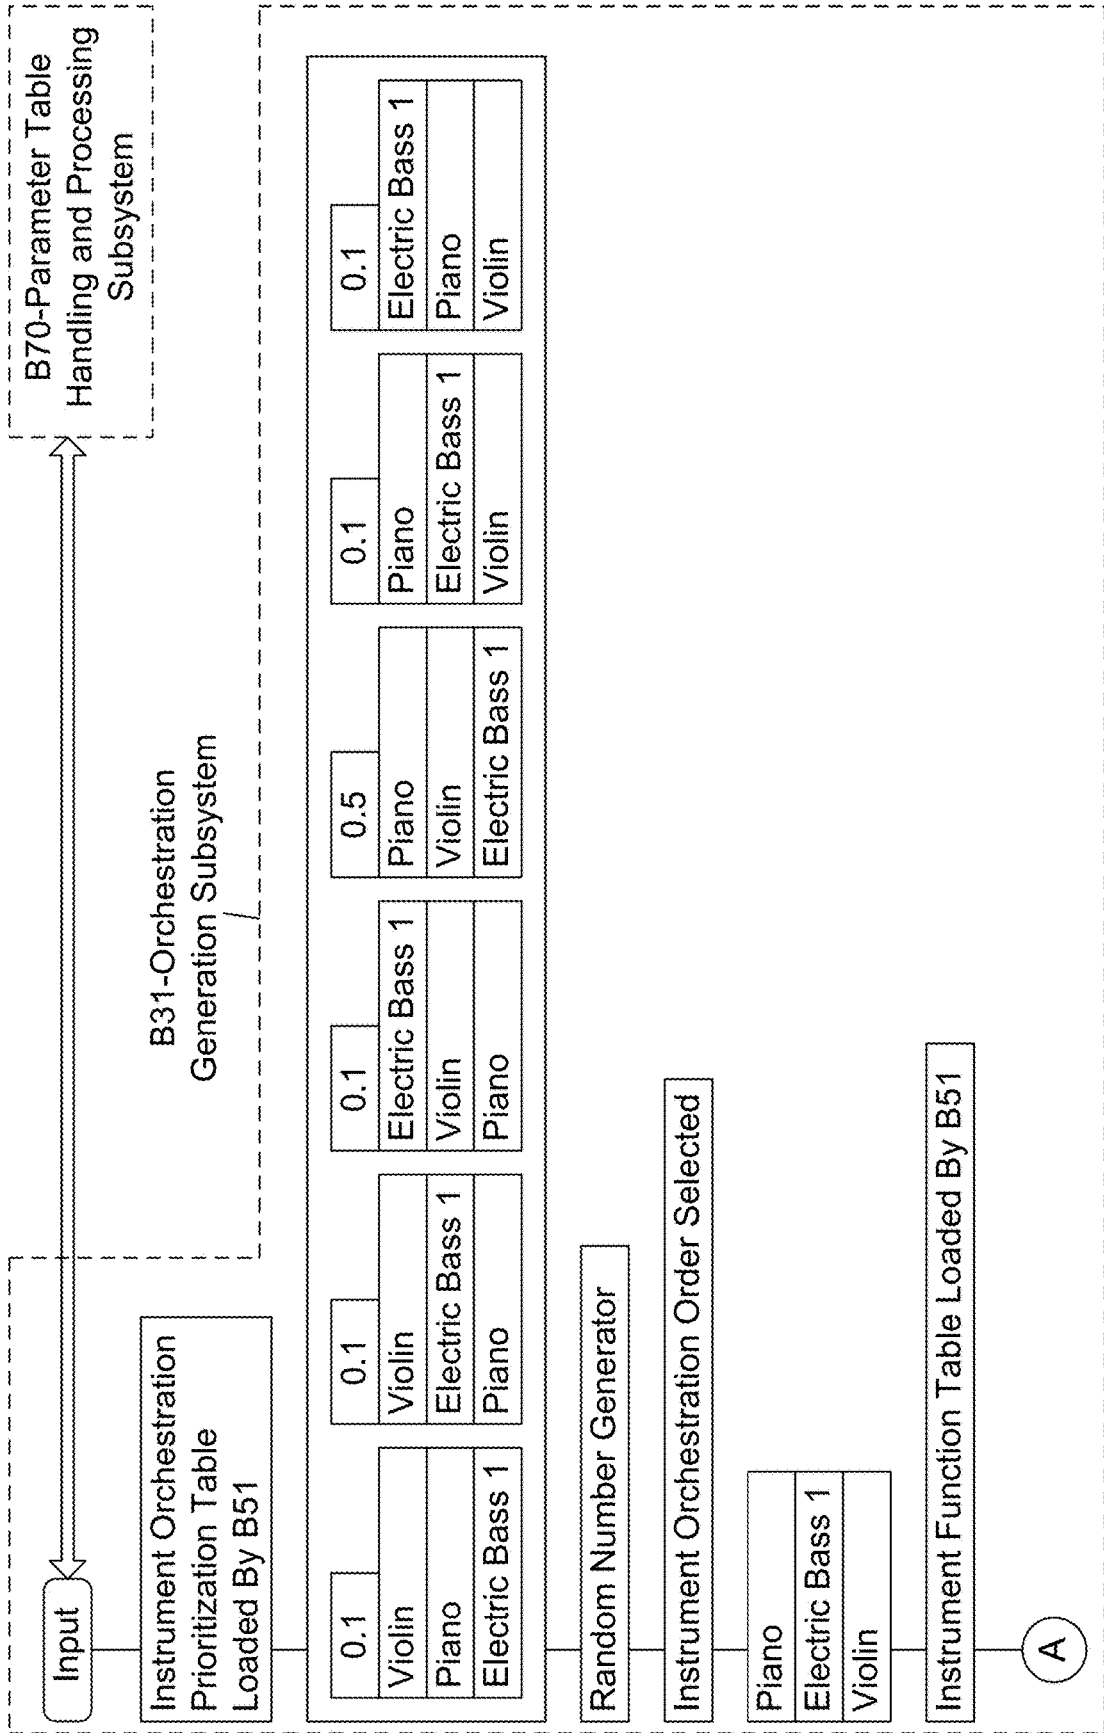 Input
B70-Parameter Table
Handling and Processing
Subsystem
B31-Orchestration
Generation Subsystem
Instrument Orchestration
Prioritization Table
Loaded By B51
0.1
Violin
Piano
Electric Bass 1
0.1
Violin
Electric Bass 1
Piano
0.1
Electric Bass 1
Violin
Piano
0.5
Piano
Violin
Electric Bass 1
0.1
Piano
Electric Bass 1
Violin
0.1
Electric Bass 1
Piano
Violin
Random Number Generator
Instrument Orchestration Order Selected
Piano
Electric Bass 1
Violin
Instrument Function Table Loaded By B51
A